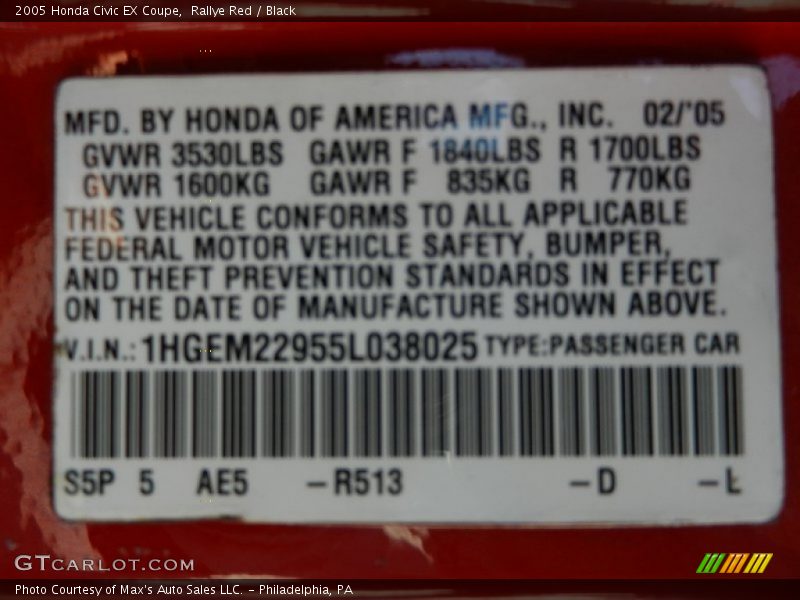 2005 Honda Civic EX Coupe, Rallye Red / Black
MFD. BY HONDA OF AMERICA MFG., INC. 02/'05
GVWR 3530LBS GAWR F 1840LBS R 1700LBS
GVWR 1600KG GAWR F 835KG R 770KG
THIS VEHICLE CONFORMS TO ALL APPLICABLE
FEDERAL MOTOR VEHICLE SAFETY, BUMPER,
AND THEFT PREVENTION STANDARDS IN EFFECT
ON THE DATE OF MANUFACTURE SHOWN ABOVE.
V.I.N.: 1HGEM22955L038025 TYPE:PASSENGER CAR
S5P 5 AE5 –R513 –D –Ł
GTCARLOT.COM
Photo Courtesy of Max's Auto Sales LLC. – Philadelphia, PA